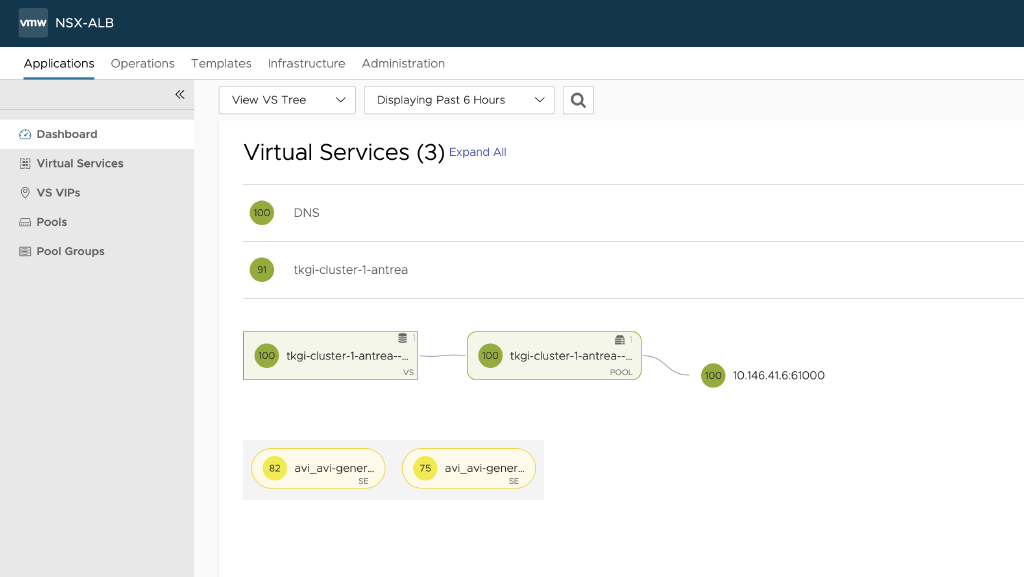 vmw NSX-ALB
Applications Operations Templates Infrastructure Administration
Dashboard
Virtual Services
VS VIPs
Pools
Pool Groups
View VS Tree Displaying Past 6 Hours
Virtual Services (3) Expand All
100 DNS
91 tkgi-cluster-1-antrea
1
100 tkgi-cluster-1-antrea--...
VS
1
100 tkgi-cluster-1-antrea--...
POOL
100 10.146.41.6:61000
82 avi_avi-gener...
SE
75 avi_avi-gener...
SE